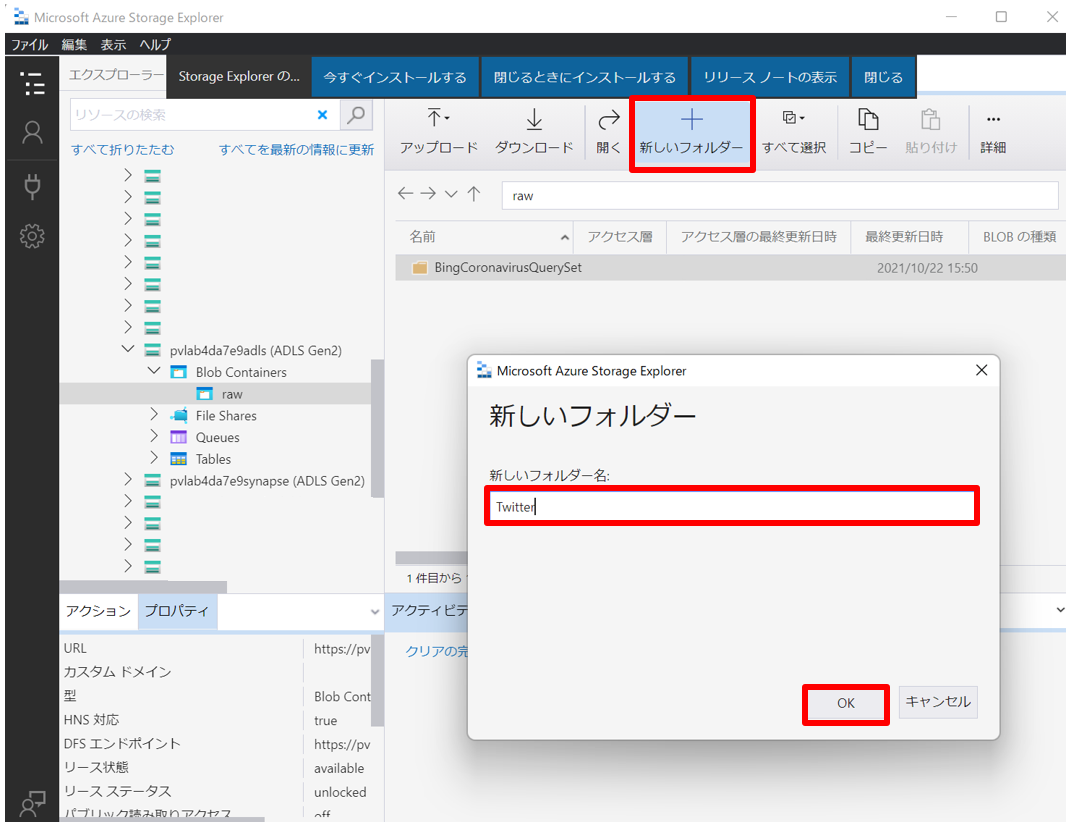 Microsoft Azure Storage Explorer
ファイル 編集 表示 ヘルプ
エクスプローラー
Storage Explorer の...
今すぐインストールする
閉じるときにインストールする
リリース ノートの表示
閉じる
リソースの検索
すべて折りたたむ
すべてを最新の情報に更新
アップロード
ダウンロード
開く
新しいフォルダー
すべて選択
コピー
貼り付け
詳細
raw
名前
アクセス層
アクセス層の最終更新日時
最終更新日時
BLOB の種類
BingCoronavirusQuerySet
2021/10/22 15:50
pvlab4da7e9adls (ADLS Gen2)
Blob Containers
raw
File Shares
Queues
Tables
pvlab4da7e9synapse (ADLS Gen2)
Microsoft Azure Storage Explorer
新しいフォルダー
新しいフォルダー名:
Twitter
OK
キャンセル
1 件目から
アクティビテ
クリアの完
アクション
プロパティ
URL https://pv
カスタム ドメイン
型 Blob Cont
HNS 対応 true
DFS エンドポイント https://pv
リース状態 available
リース ステータス unlocked
パブリック読み取りアクセス off